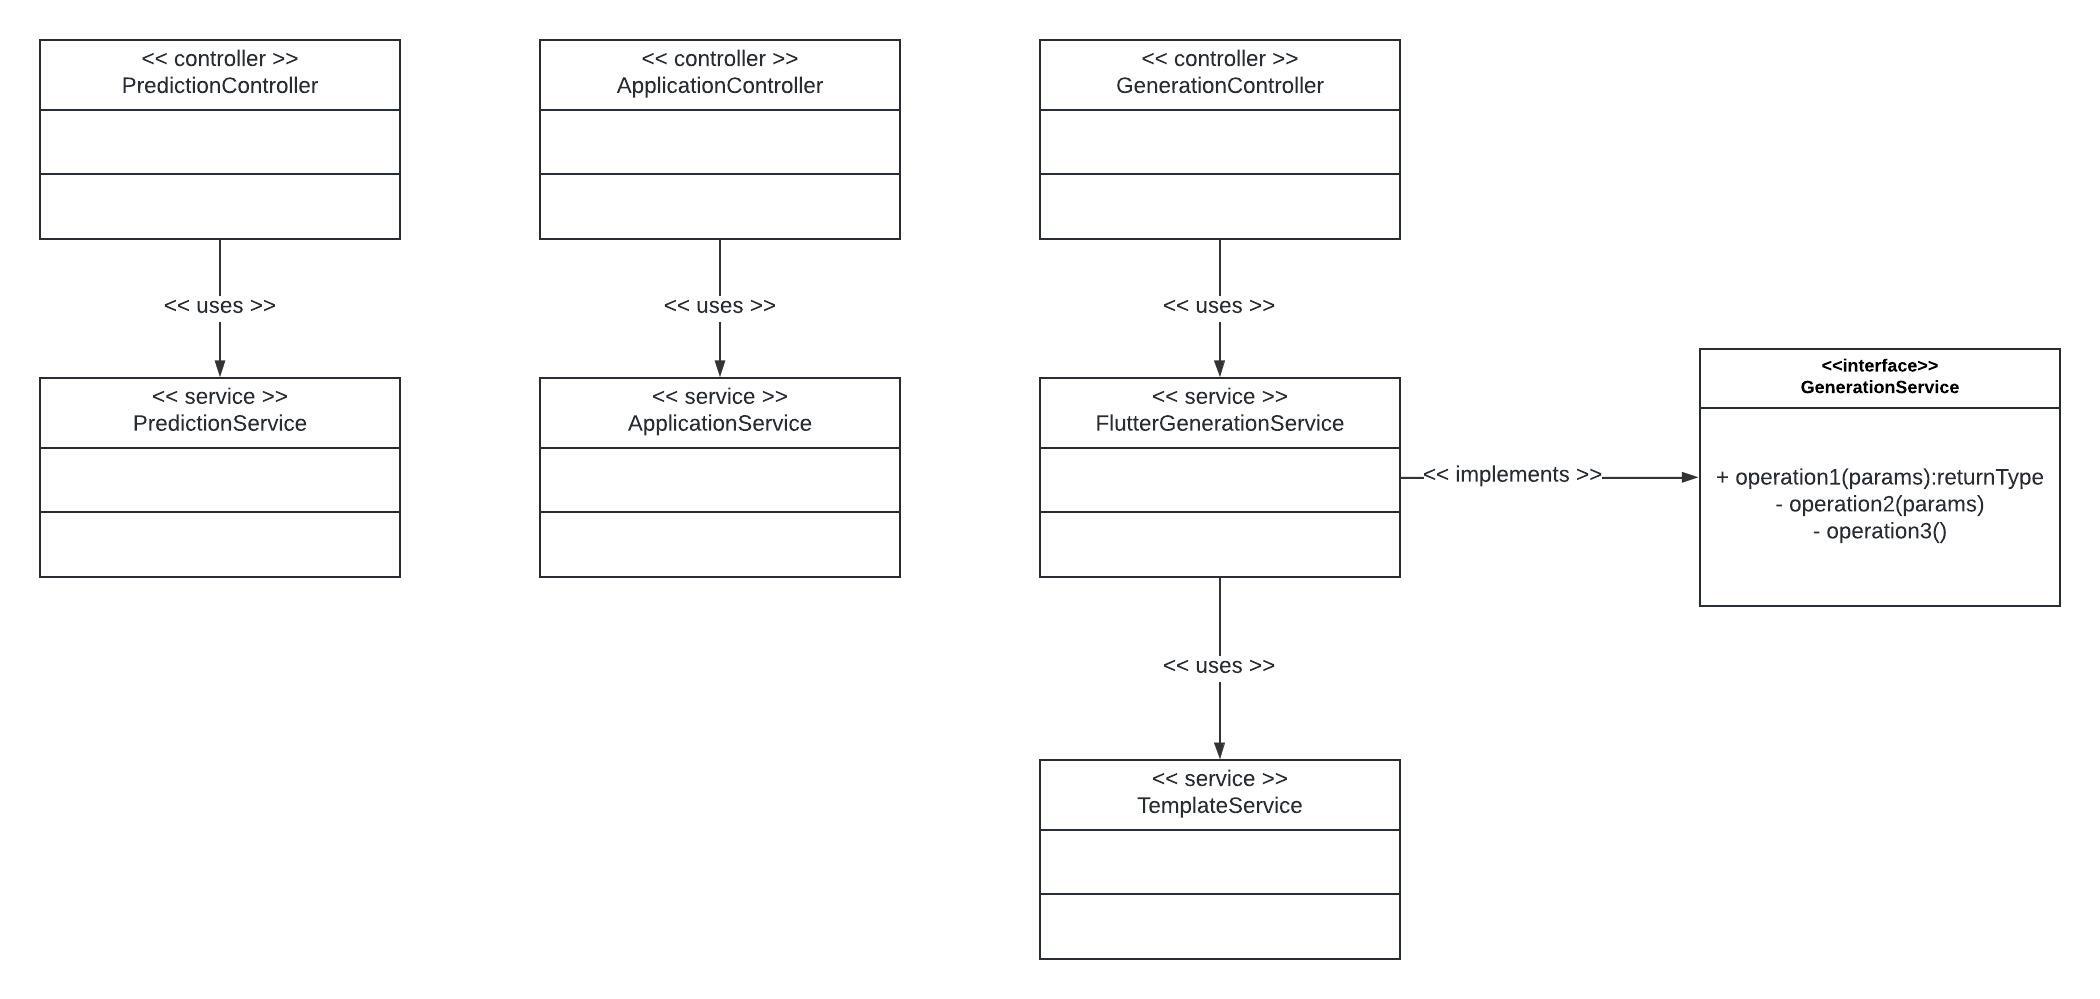 << controller >>
PredictionController
<< controller >>
ApplicationController
<< controller >>
GenerationController
<< uses >>
<< uses >>
<< uses >>
<< service >>
PredictionService
<< service >>
ApplicationService
<< service >>
FlutterGenerationService
<< implements >>
<<interface>>
GenerationService
+ operation1(params):returnType
- operation2(params)
- operation3()
<< uses >>
<< service >>
TemplateService